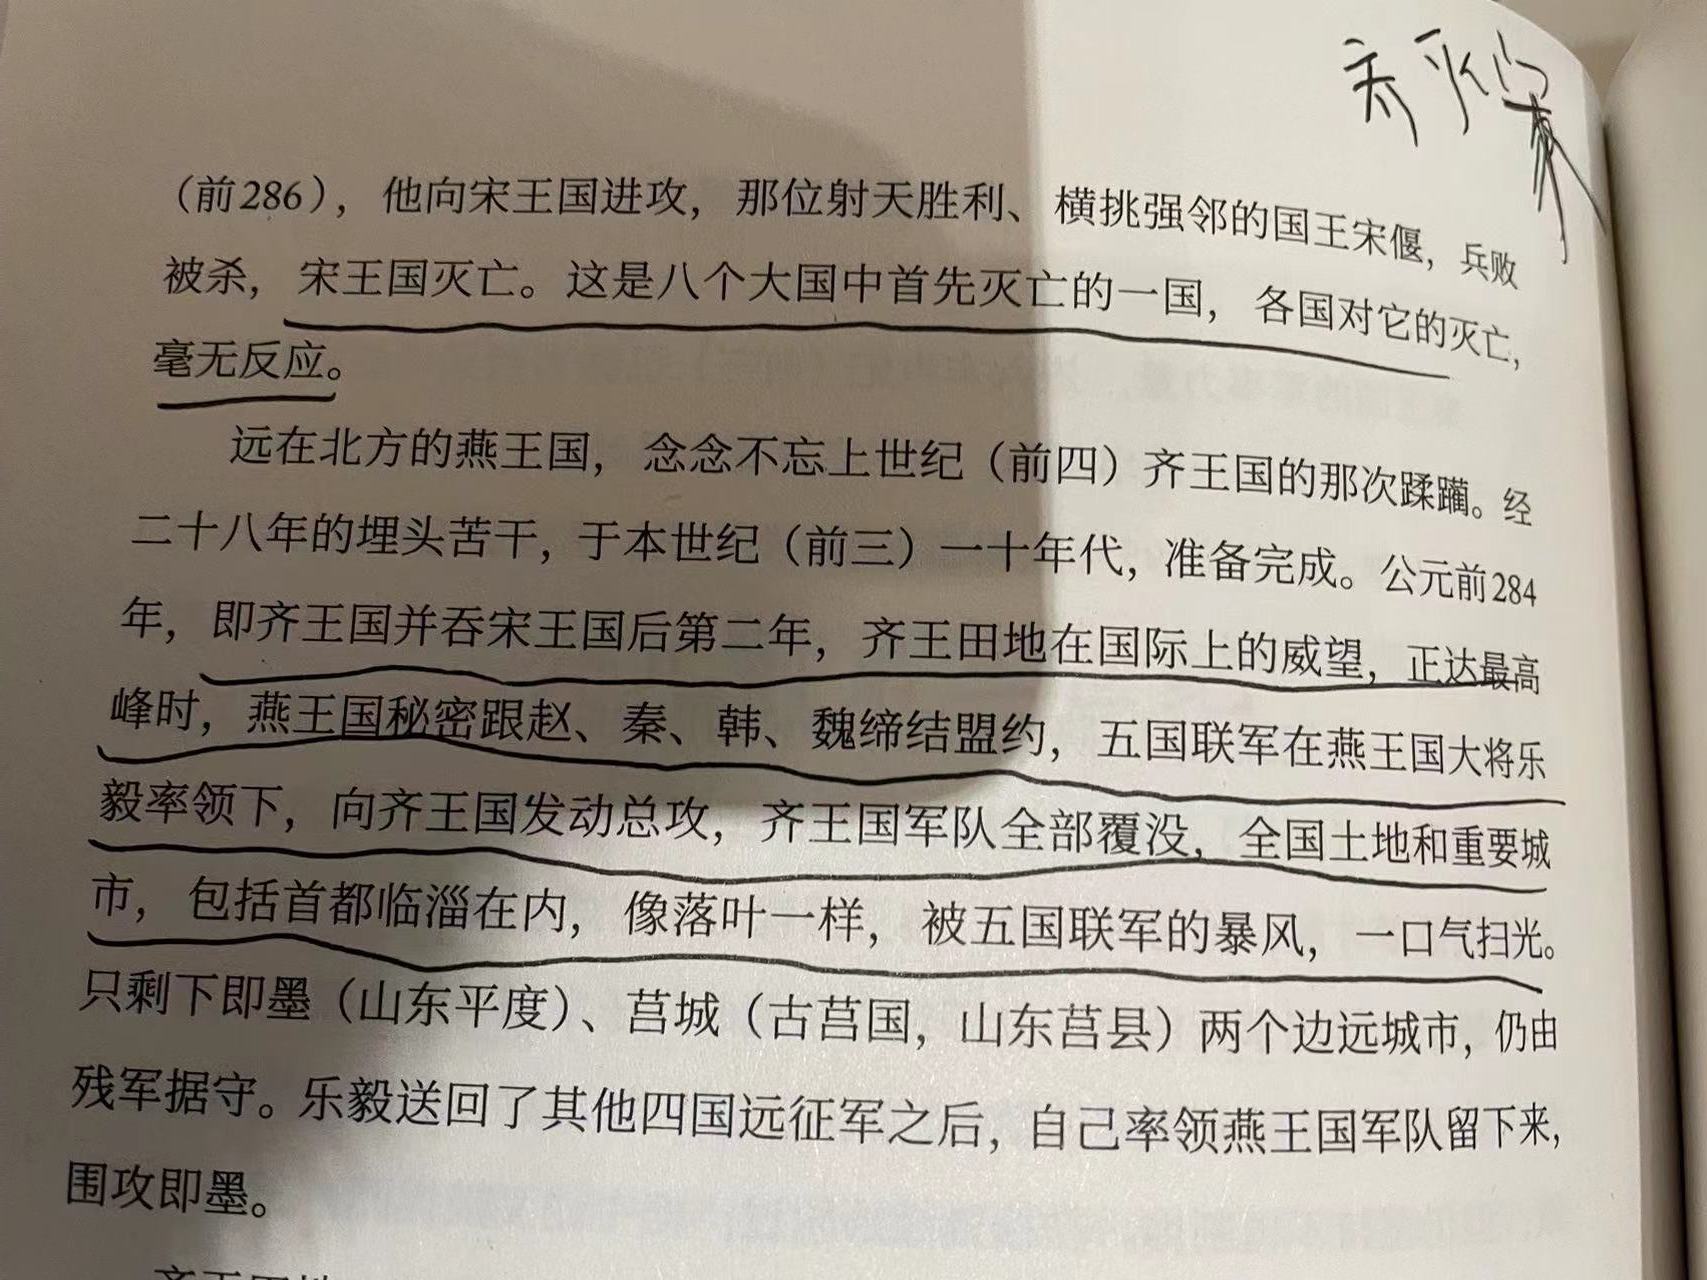 （前286），他向宋王国进攻，那位射天胜利、横挑强邻的国王宋偃，兵败
被杀，宋王国灭亡。这是八个大国中首先灭亡的一国，各国对它的灭亡，
毫无反应。
远在北方的燕王国，念念不忘上世纪（前四）齐王国的那次蹂躏。经
二十八年的埋头苦干，于本世纪（前三）一十年代，准备完成。公元前284
年，即齐王国并吞宋王国后第二年，齐王田地在国际上的威望，正达最高
峰时，燕王国秘密跟赵、秦、韩、魏缔结盟约，五国联军在燕王国大将乐
毅率领下，向齐王国发动总攻，齐王国军队全部覆没，全国土地和重要城
市，包括首都临淄在内，像落叶一样，被五国联军的暴风，一口气扫光。
只剩下即墨（山东平度）、莒城（古莒国，山东莒县）两个边远城市，仍由
残军据守。乐毅送回了其他四国远征军之后，自己率领燕王国军队留下来，
围攻即墨。